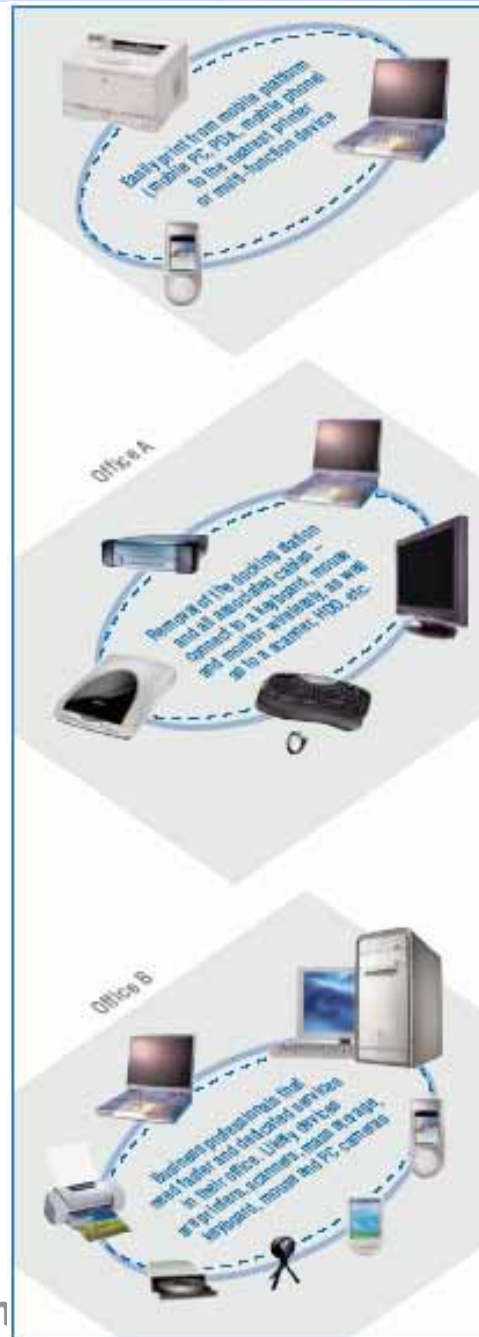 Easily print from mobile platform
(mobile PC, PDA, mobile phone)
to the nearest printer
or multi-function device
Office A
Removal of the docking station
and all associated cables –
connect to a keyboard, mouse
and monitor wirelessly, as well
as to a scanner, HDD, etc.
Office B
Business professionals that
want faster and dedicated services
in their office. Likely devices
are printers, scanners, mass storage,
keyboard, mouse and PC cameras